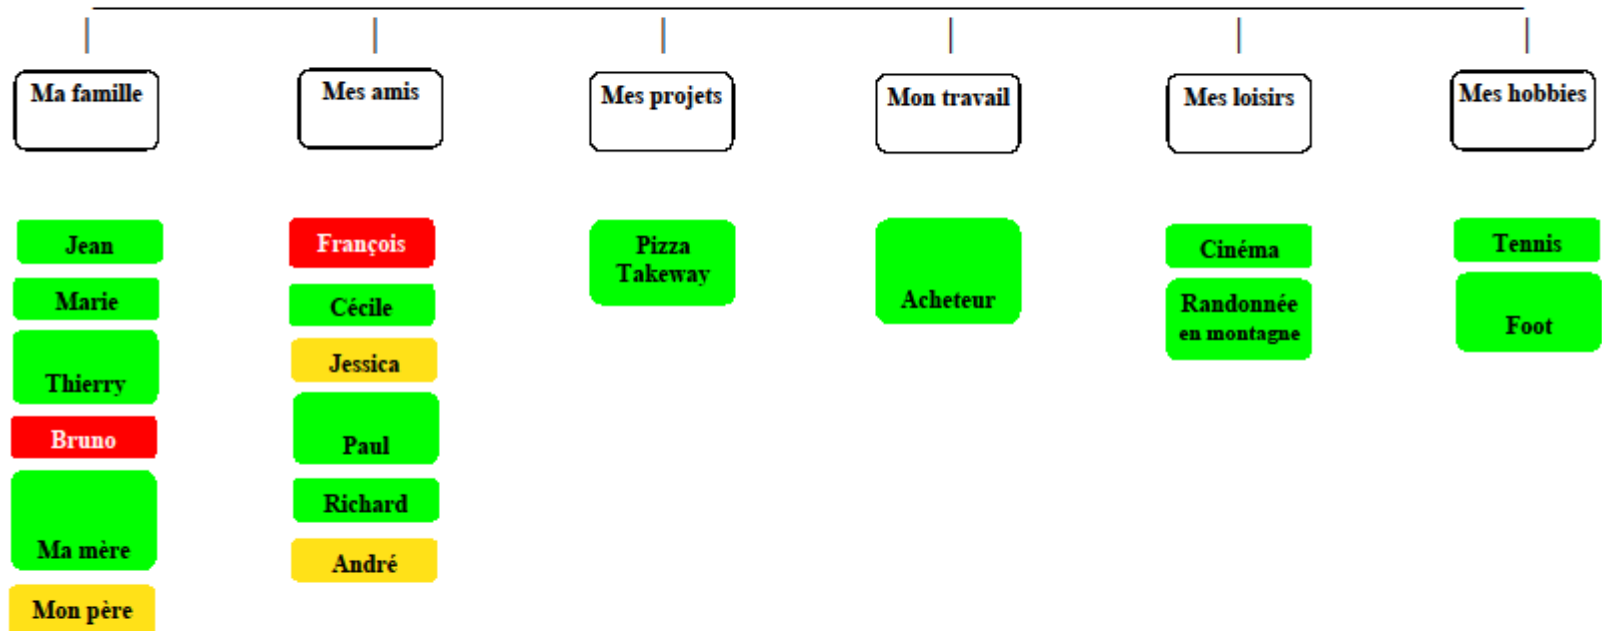 Ma famille
Mes amis
Mes projets
Mon travail
Mes loisirs
Mes hobbies
Jean
Marie
Thierry
Bruno
Ma mère
Mon père
François
Cécile
Jessica
Paul
Richard
André
Pizza
Takeway
Acheteur
Cinéma
Randonnée
en montagne
Tennis
Foot